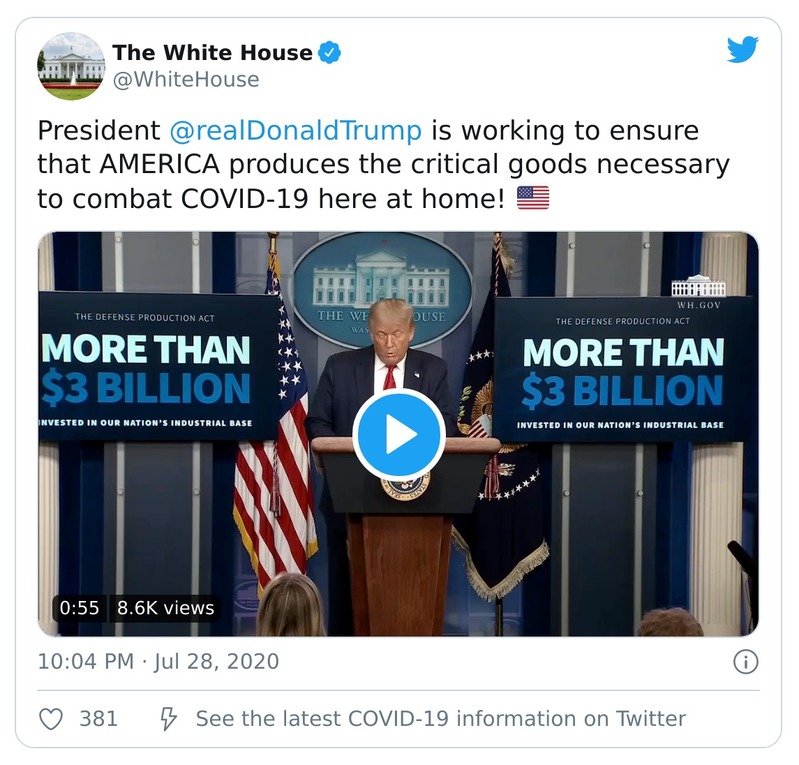 The White House
@WhiteHouse
President @realDonaldTrump is working to ensure
that AMERICA produces the critical goods necessary
to combat COVID-19 here at home! 🇺🇸
THE DEFENSE PRODUCTION ACT
MORE THAN
$3 BILLION
INVESTED IN OUR NATION'S INDUSTRIAL BASE
THE WH OUSE
WAS
WH.GOV
THE DEFENSE PRODUCTION ACT
MORE THAN
$3 BILLION
INVESTED IN OUR NATION'S INDUSTRIAL BASE
0:55 8.6K views
10:04 PM · Jul 28, 2020
381 See the latest COVID-19 information on Twitter